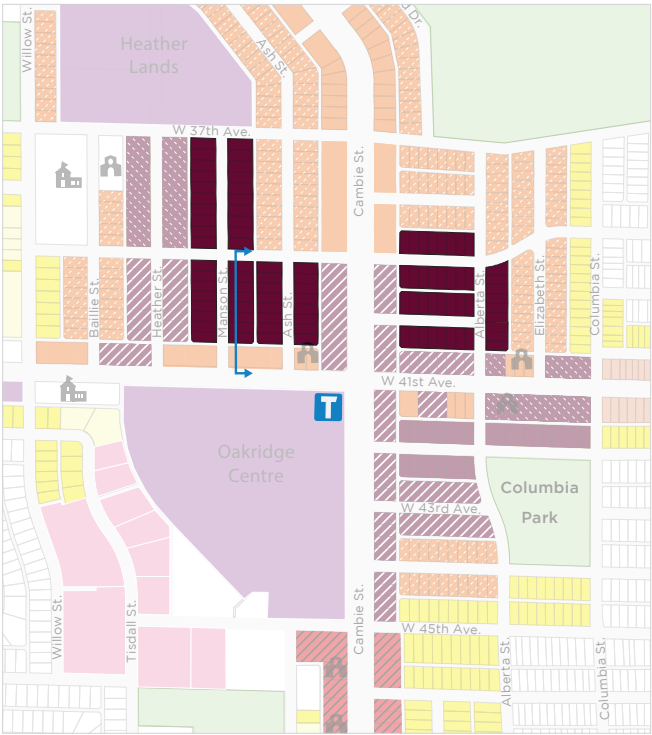 Willow St.
Heather
Lands
Ash St.
d Dr.
W 37th Ave.
Cambie St.
Baillie St.
Heather St.
Manson St.
Ash St.
Alberta St.
Elizabeth St.
Columbia St.
W 41st Ave.
T
Oakridge
Centre
Columbia
Park
W 43rd Ave.
Willow St.
Tisdall St.
Cambie St.
W 45th Ave.
Alberta St.
Columbia St.